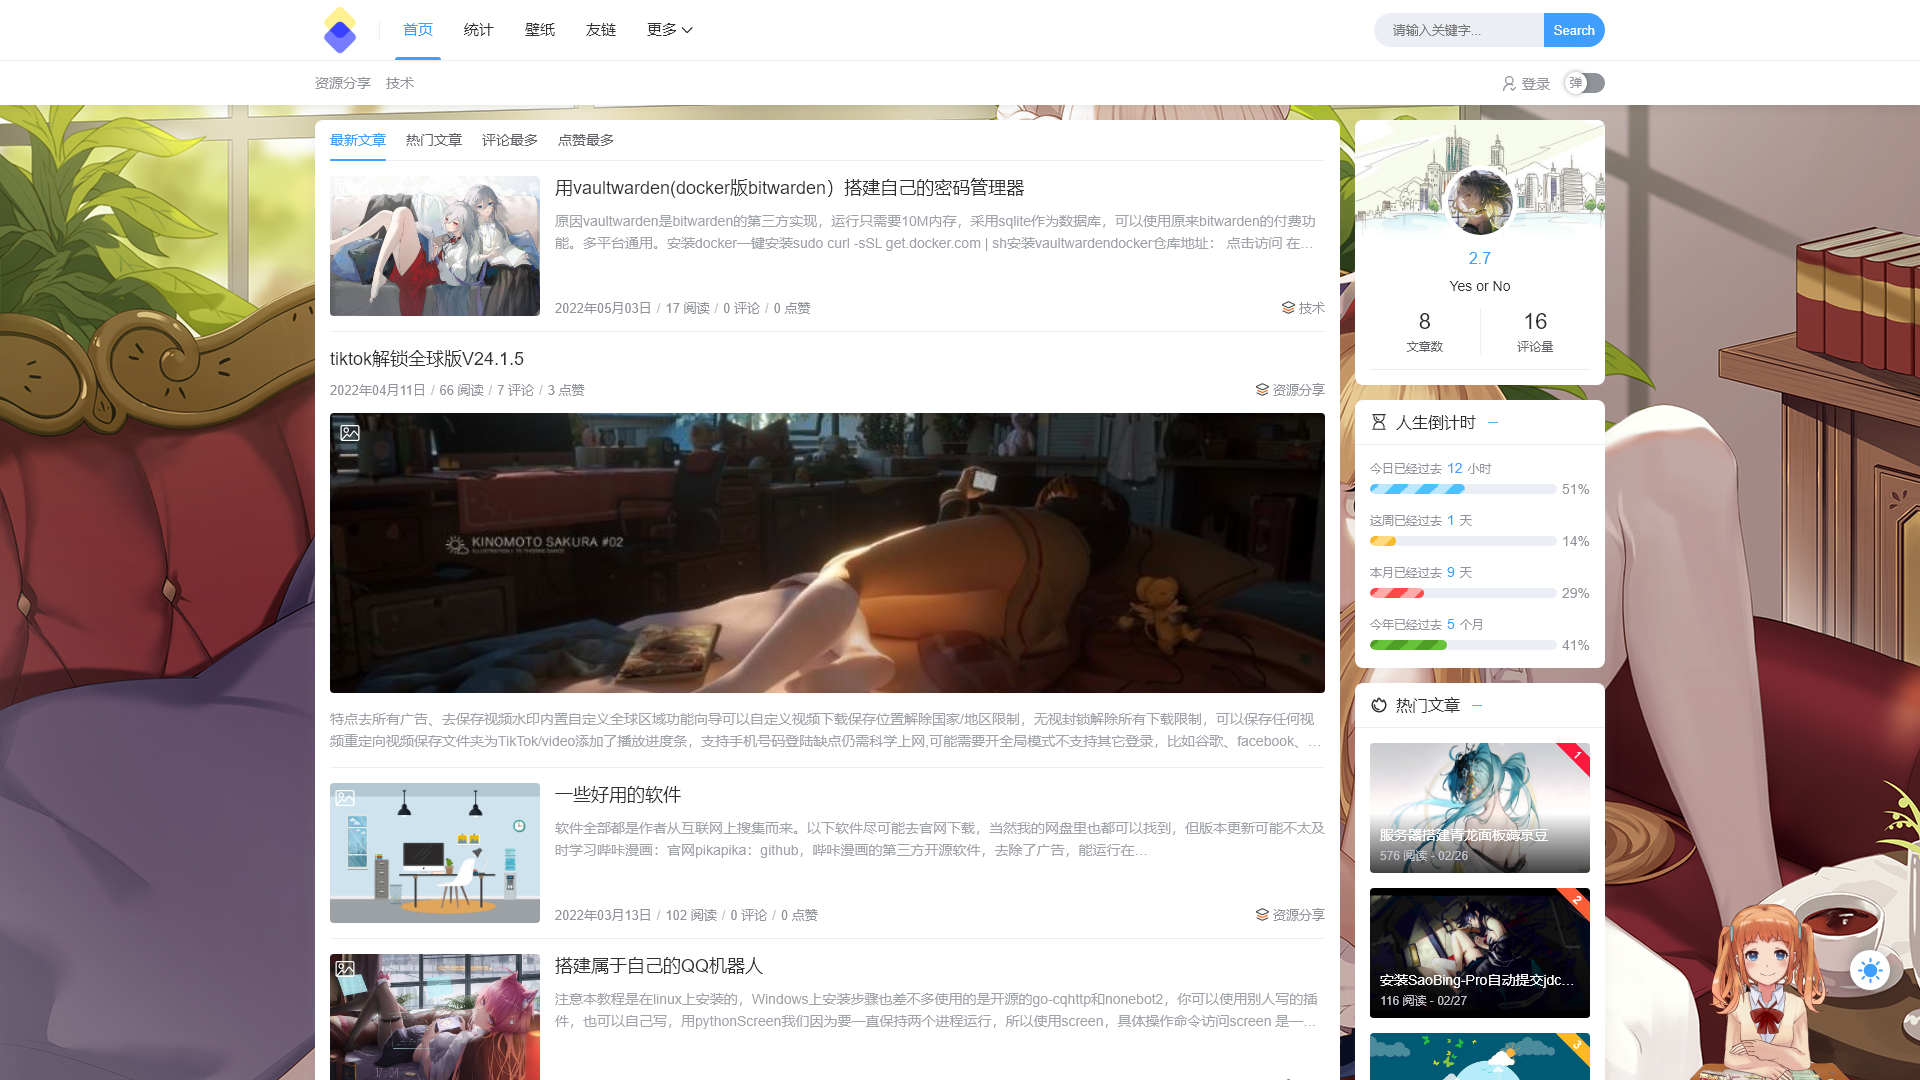 首页 统计 壁纸 友链 更多
请输入关键字...
Search
资源分享 技术
登录
弹
最新文章 热门文章 评论最多 点赞最多
用vaultwarden(docker版bitwarden）搭建自己的密码管理器
原因vaultwarden是bitwarden的第三方实现，运行只需要10M内存，采用sqlite作为数据库，可以使用原来bitwarden的付费功
能。多平台通用。安装docker一键安装sudo curl -sSL get.docker.com | sh安装vaultwardendocker仓库地址： 点击访问 在...
2022年05月03日 / 17 阅读 / 0 评论 / 0 点赞
技术
tiktok解锁全球版V24.1.5
2022年04月11日 / 66 阅读 / 7 评论 / 3 点赞
资源分享
KINOMOTO SAKURA #02
特点去所有广告、去保存视频水印内置自定义全球区域功能向导可以自定义视频下载保存位置解除国家/地区限制，无视封锁解除所有下载限制，可以保存任何视
频重定向视频保存文件夹为TikTok/video添加了播放进度条，支持手机号码登陆缺点仍需科学上网,可能需要开全局模式不支持其它登录，比如谷歌、facebook、...
一些好用的软件
软件全部都是作者从互联网上搜集而来。以下软件尽可能去官网下载，当然我的网盘里也都可以找到，但版本更新可能不太及
时学习哔咔漫画：官网pikapika：github，哔咔漫画的第三方开源软件，去除了广告，能运行在...
2022年03月13日 / 102 阅读 / 0 评论 / 0 点赞
资源分享
搭建属于自己的QQ机器人
注意本教程是在linux上安装的，Windows上安装步骤也差不多使用的是开源的go-cqhttp和nonebot2，你可以使用别人写的插
件，也可以自己写，用pythonScreen我们因为要一直保持两个进程运行，所以使用screen，具体操作命令访问screen 是一...
17:04
2.7
Yes or No
8 16
文章数 评论量
人生倒计时
今日已经过去 12 小时
51%
这周已经过去 1 天
14%
本月已经过去 9 天
29%
今年已经过去 5 个月
41%
热门文章
1
服务器搭建青龙面板薅京豆
576 阅读 - 02/26
2
安装SaoBing-Pro自动提交jdc...
116 阅读 - 02/27
3